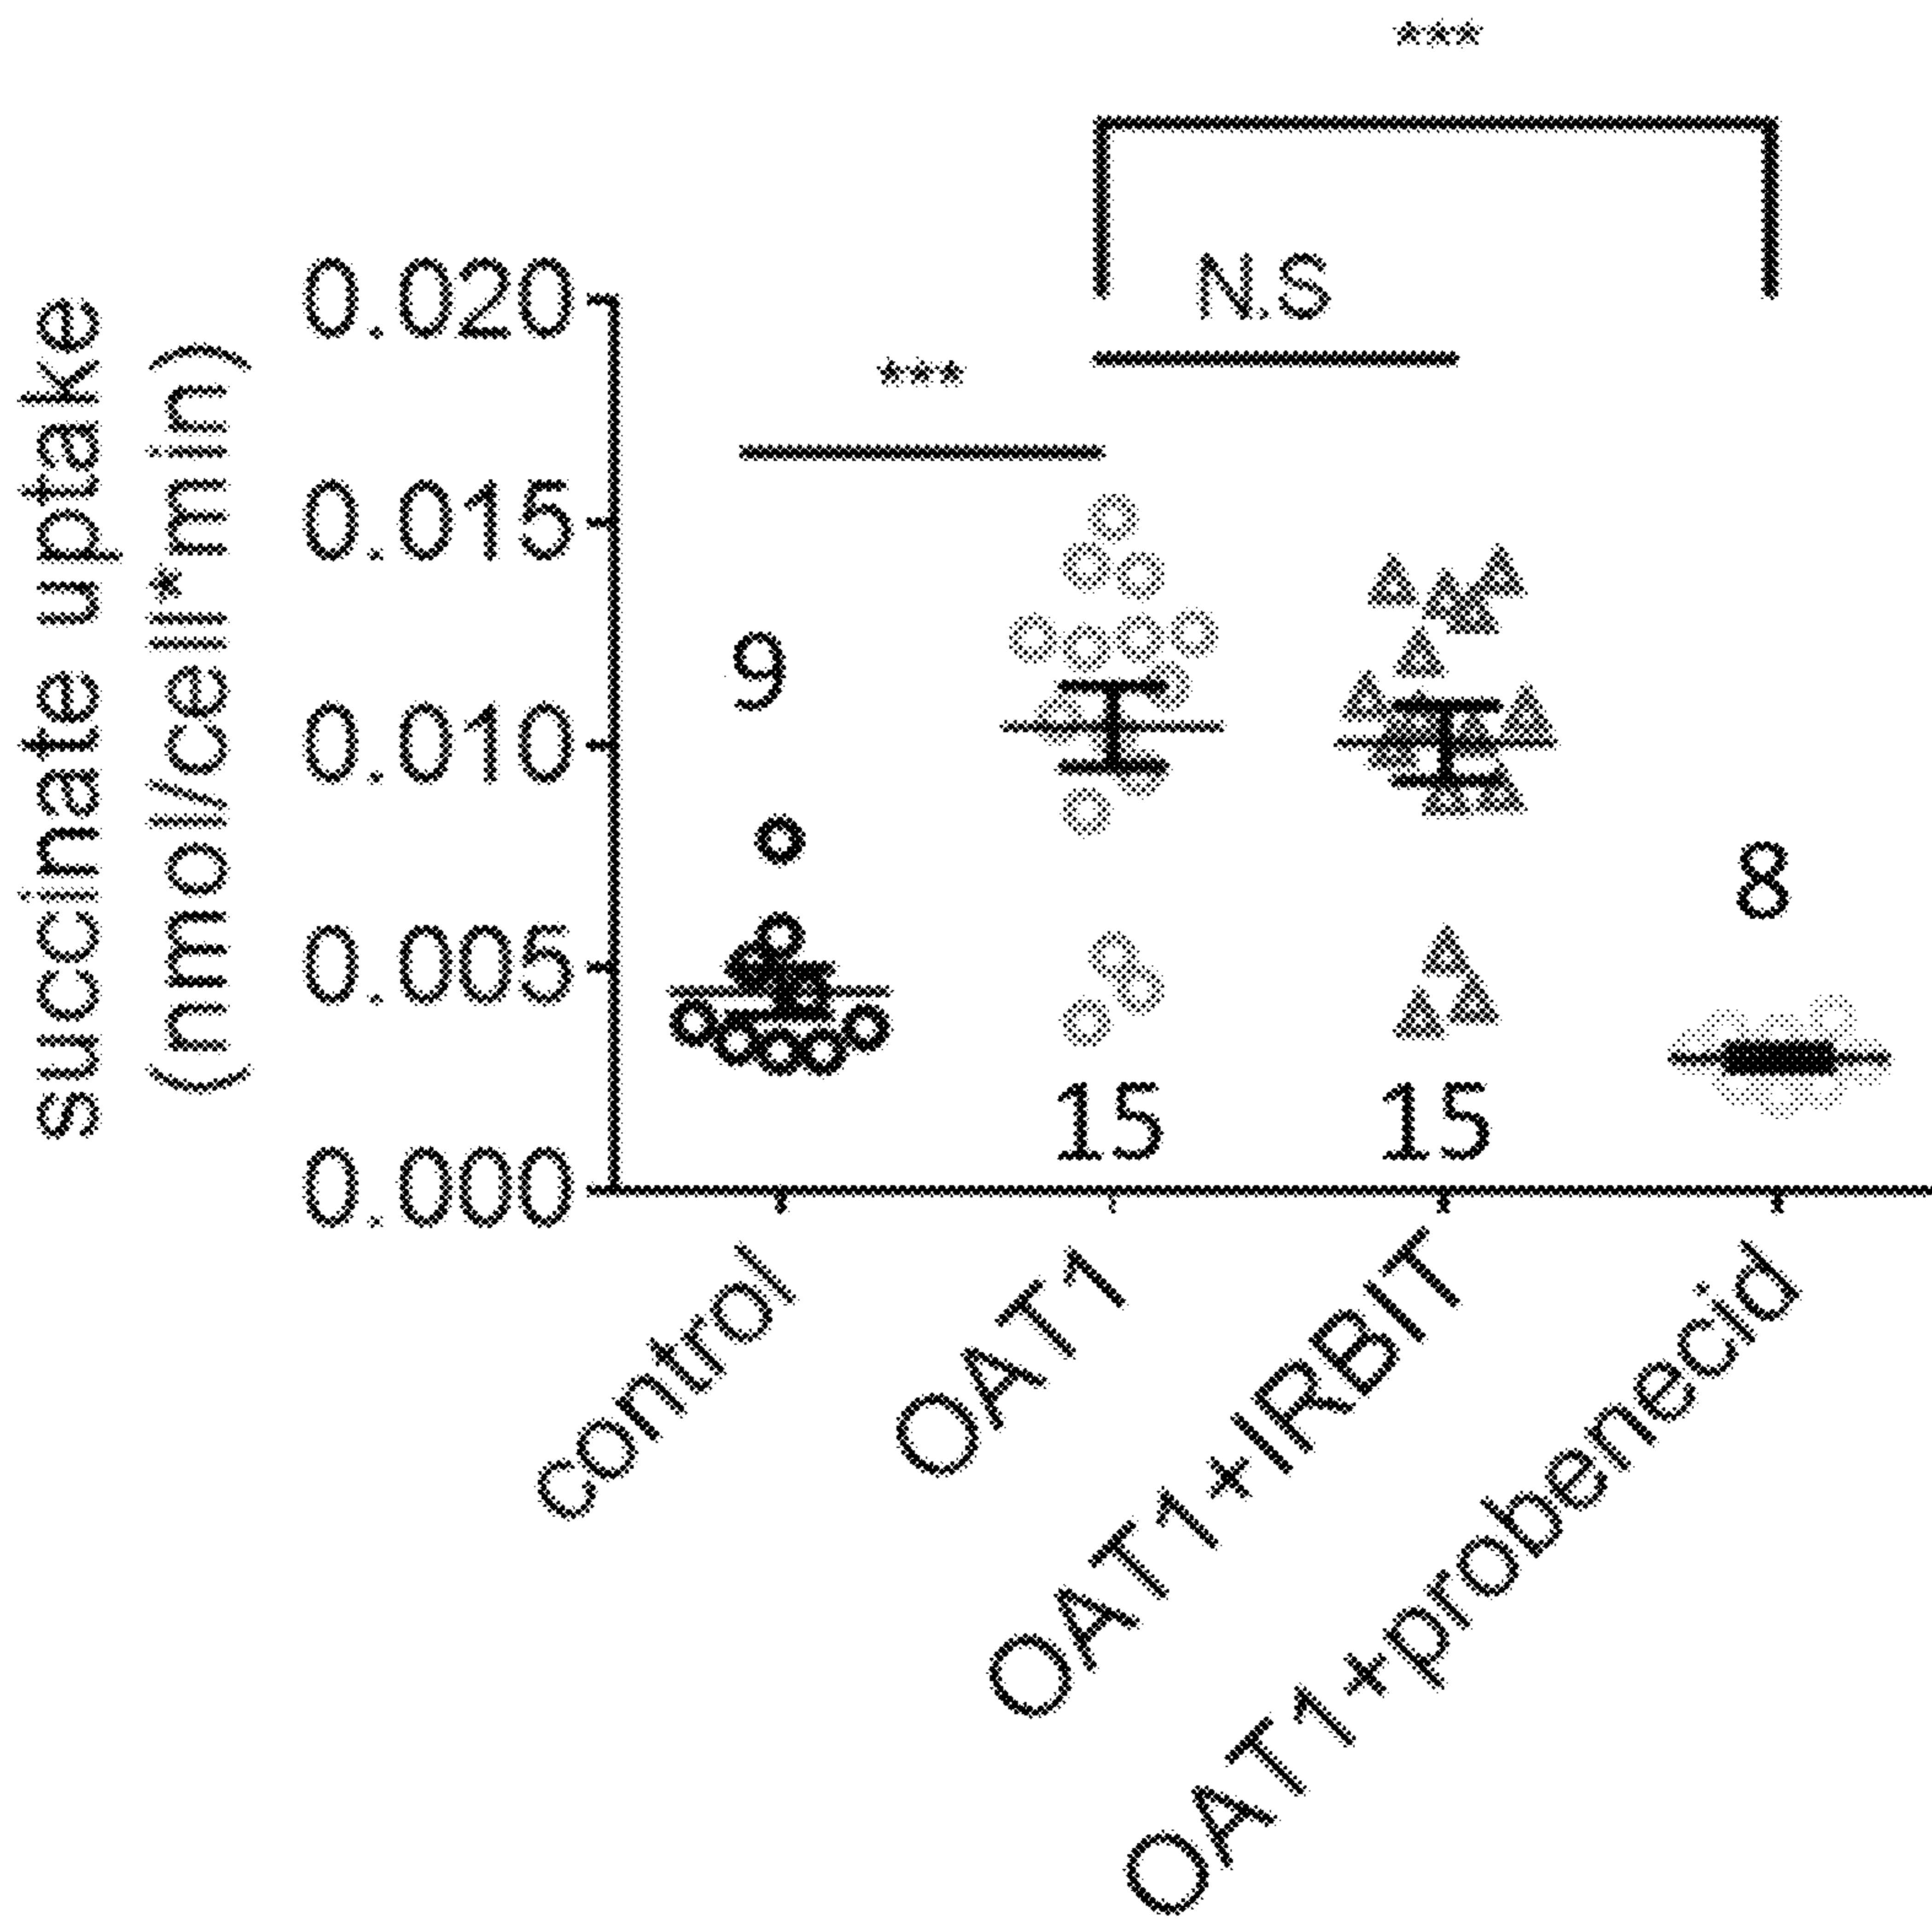 ***
N.S
***
succinate uptake
(nmol/cell*min)
0.020
0.015
0.010
0.005
0.000
9
8
15
15
control
OAT1
OAT1+IRBIT
OAT1+probenecid